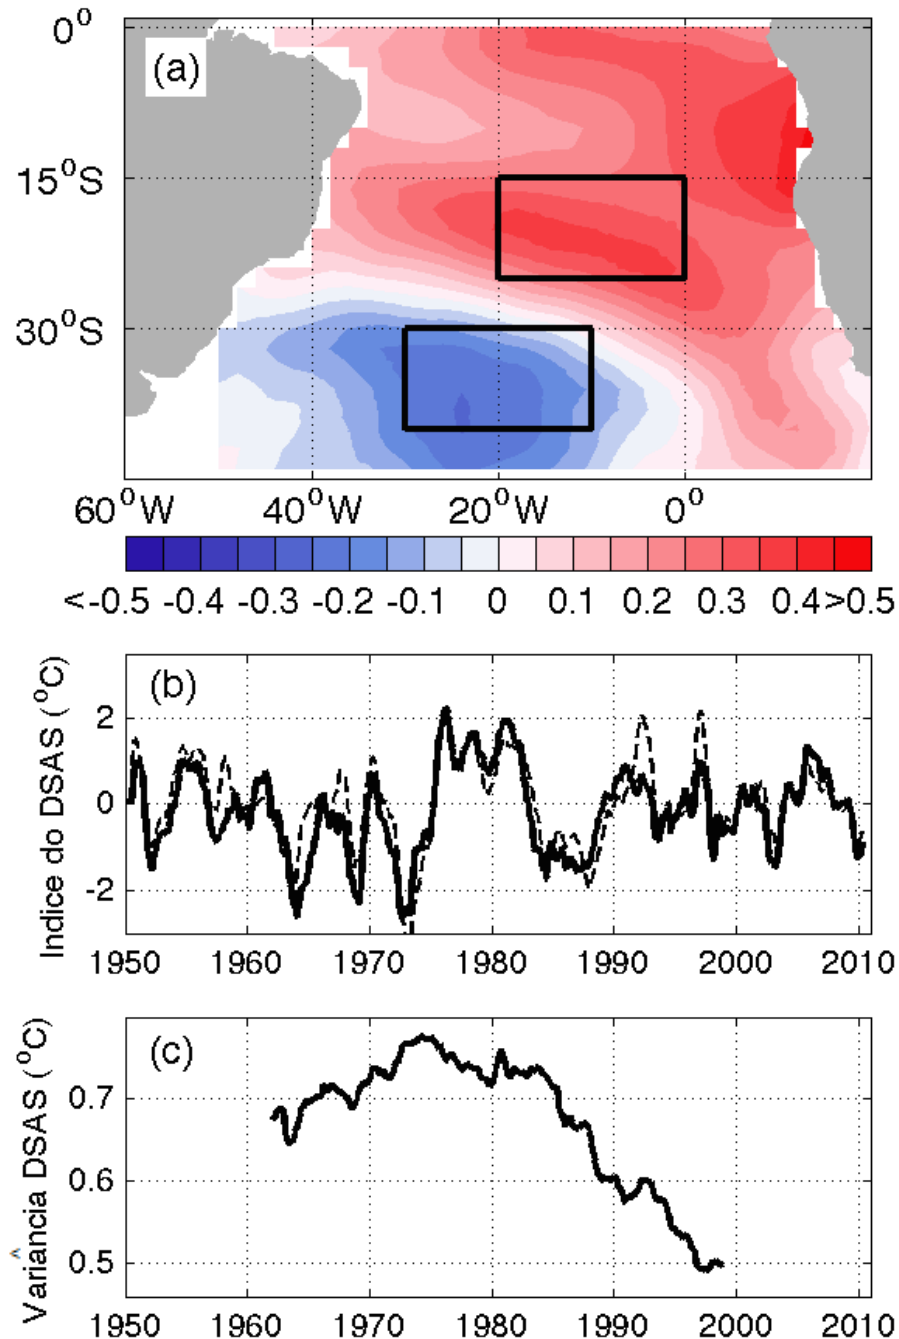 (a)
0°
15°S
30°S
60°W 40°W 20°W 0°
<-0.5 -0.4 -0.3 -0.2 -0.1 0 0.1 0.2 0.3 0.4 >0.5
(b)
Indice do DSAS (°C)
2
0
-2
1950 1960 1970 1980 1990 2000 2010
(c)
Variância DSAS (°C)
0.7
0.6
0.5
1950 1960 1970 1980 1990 2000 2010